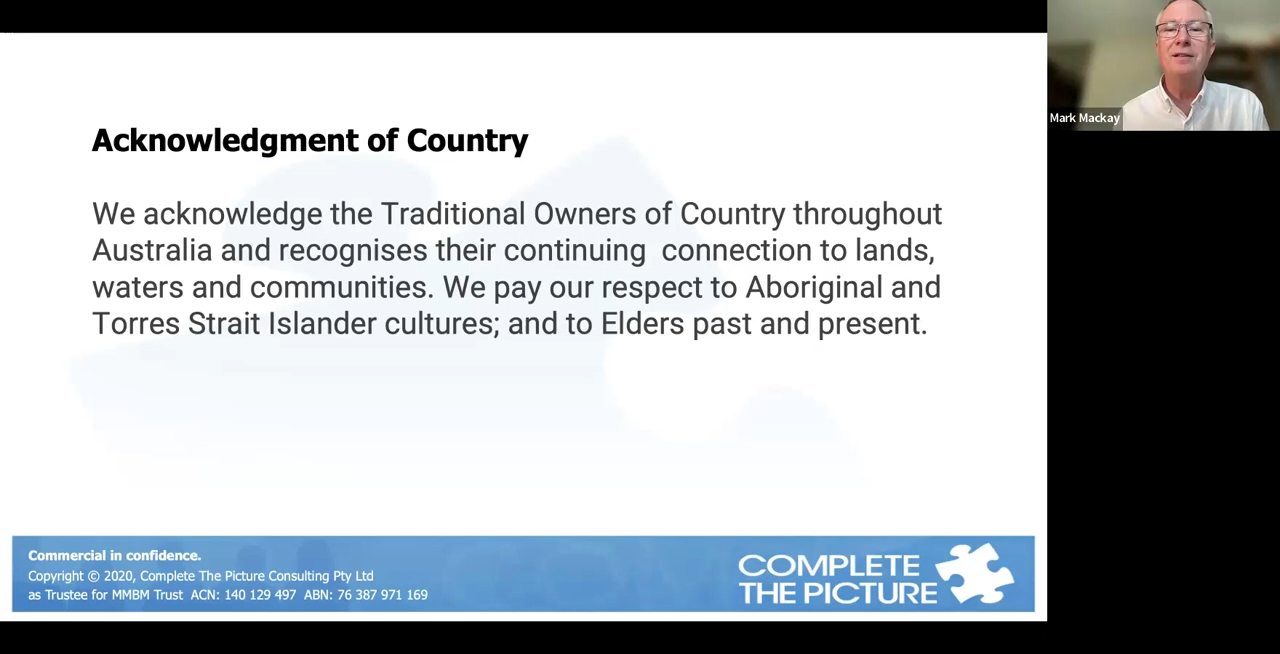 Acknowledgment of Country
We acknowledge the Traditional Owners of Country throughout
Australia and recognises their continuing  connection to lands,
waters and communities. We pay our respect to Aboriginal and
Torres Strait Islander cultures; and to Elders past and present.
Commercial in confidence.
Copyright © 2020, Complete The Picture Consulting Pty Ltd
as Trustee for MMBM Trust  ACN: 140 129 497  ABN: 76 387 971 169
COMPLETE
THE PICTURE
Mark Mackay